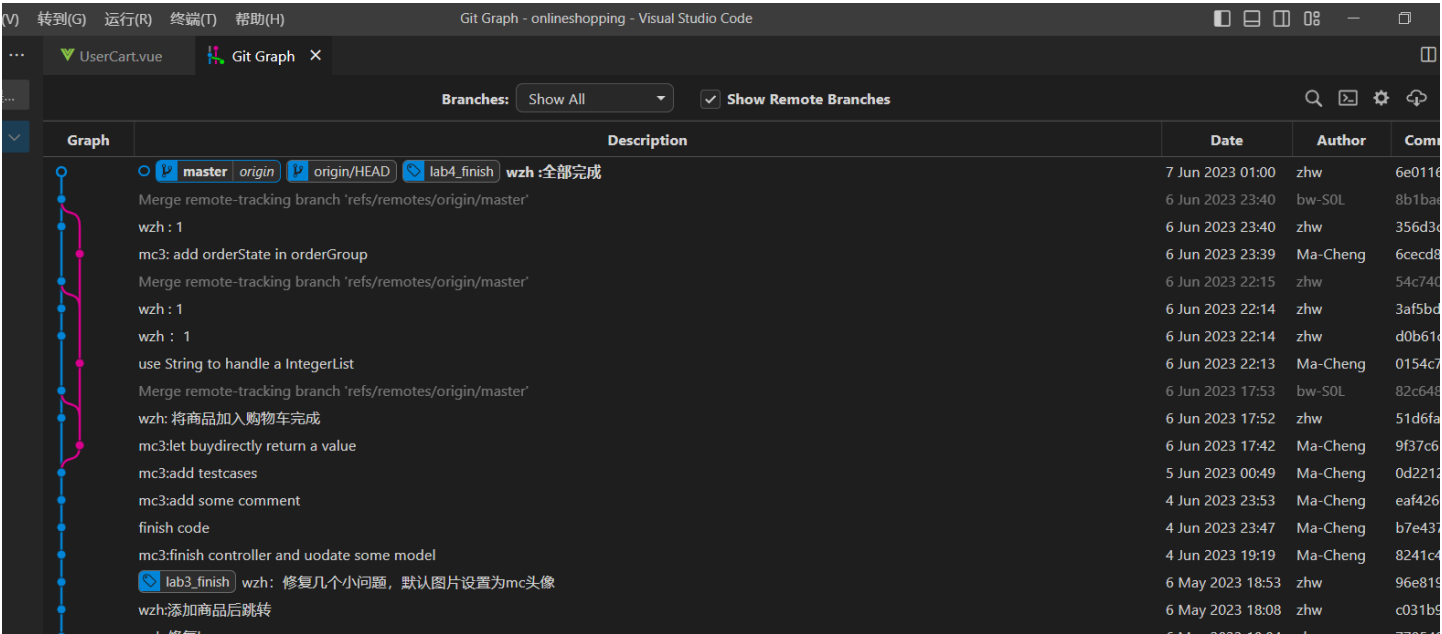 (V) 转到(G) 运行(R) 终端(T) 帮助(H) Git Graph - onlineshopping - Visual Studio Code
UserCart.vue Git Graph
Branches: Show All Show Remote Branches
Graph Description Date Author Com
master origin origin/HEAD lab4_finish wzh :全部完成 7 Jun 2023 01:00 zhw 6e0116
Merge remote-tracking branch 'refs/remotes/origin/master' 6 Jun 2023 23:40 bw-S0L 8b1bae
wzh : 1 6 Jun 2023 23:40 zhw 356d3c
mc3: add orderState in orderGroup 6 Jun 2023 23:39 Ma-Cheng 6cecd8
Merge remote-tracking branch 'refs/remotes/origin/master' 6 Jun 2023 22:15 zhw 54c740
wzh : 1 6 Jun 2023 22:14 zhw 3af5bd
wzh： 1 6 Jun 2023 22:14 zhw d0b61c
use String to handle a IntegerList 6 Jun 2023 22:13 Ma-Cheng 0154c7
Merge remote-tracking branch 'refs/remotes/origin/master' 6 Jun 2023 17:53 bw-S0L 82c648
wzh: 将商品加入购物车完成 6 Jun 2023 17:52 zhw 51d6fa
mc3:let buydirectly return a value 6 Jun 2023 17:42 Ma-Cheng 9f37c6
mc3:add testcases 5 Jun 2023 00:49 Ma-Cheng 0d2212
mc3:add some comment 4 Jun 2023 23:53 Ma-Cheng eaf426
finish code 4 Jun 2023 23:47 Ma-Cheng b7e437
mc3:finish controller and uodate some model 4 Jun 2023 19:19 Ma-Cheng 8241c4
lab3_finish wzh：修复几个小问题，默认图片设置为mc头像 6 May 2023 18:53 zhw 96e819
wzh:添加商品后跳转 6 May 2023 18:08 zhw c031b9